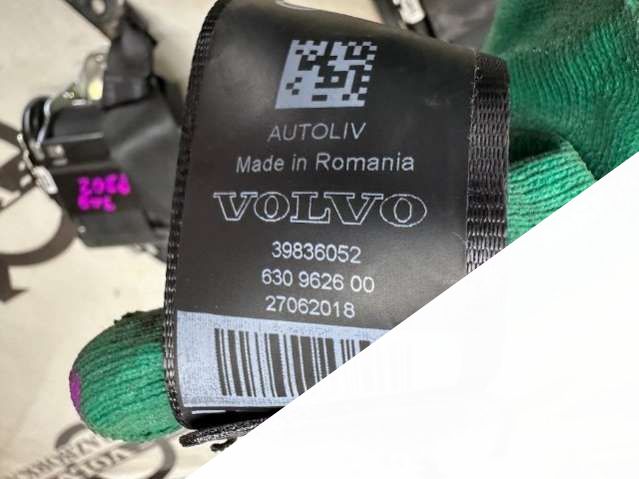 AUTOLIV
Made in Romania
VOLVO
39836052
630 9626 00
27062018